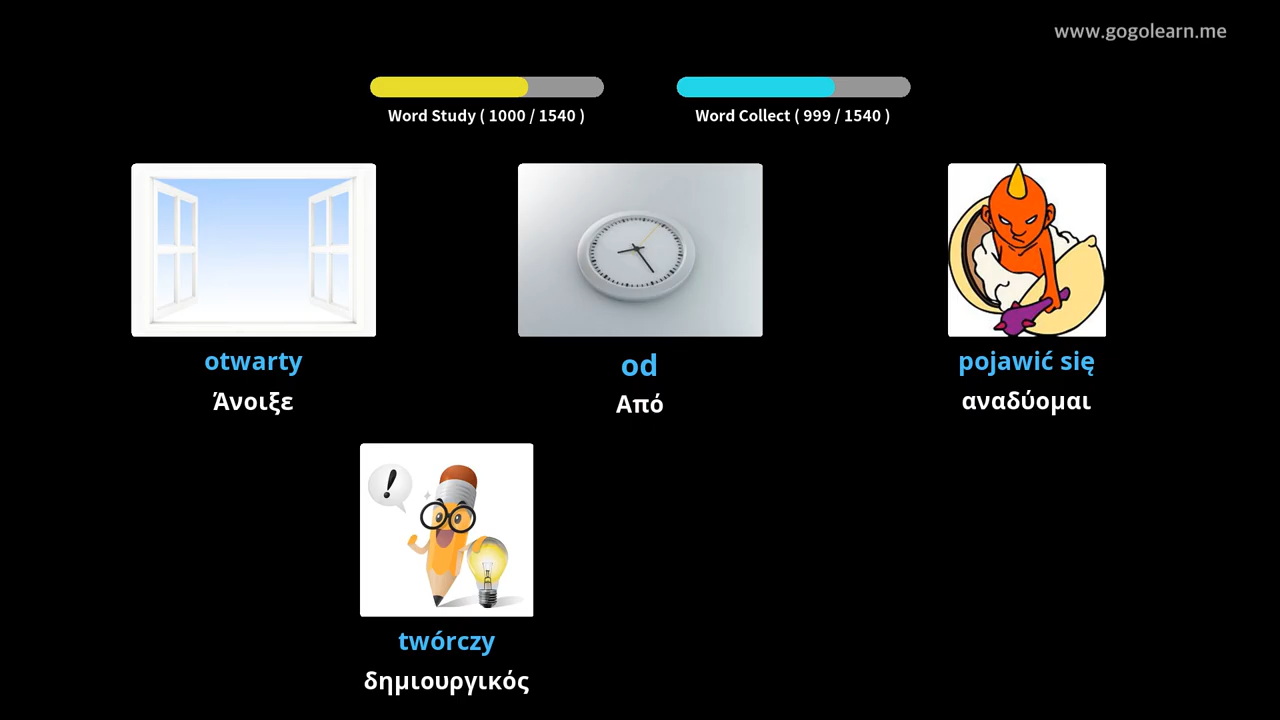 www.gogolearn.me
Word Study ( 1000 / 1540 )
Word Collect ( 999 / 1540 )
otwarty
Άνοιξε
od
Από
pojawić się
αναδύομαι
!
twórczy
δημιουργικός